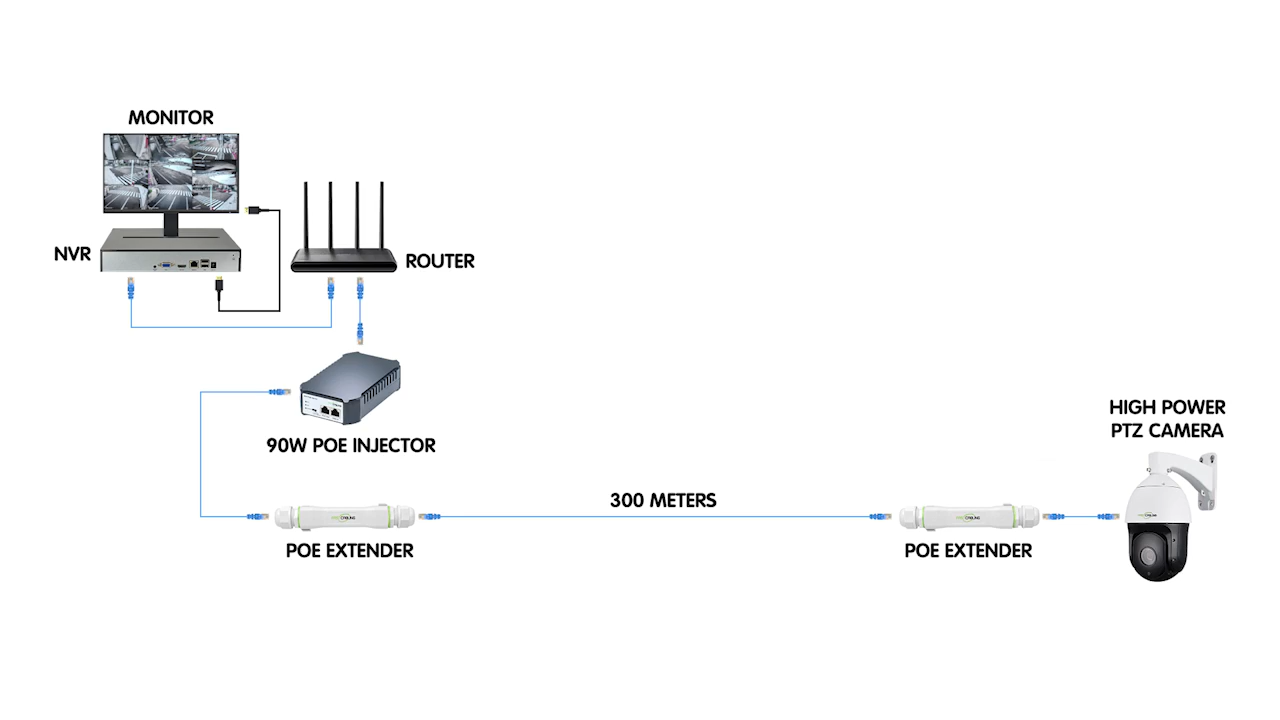 MONITOR
NVR
ROUTER
90W POE INJECTOR
HIGH POWER
PTZ CAMERA
300 METERS
POE EXTENDER
POE EXTENDER